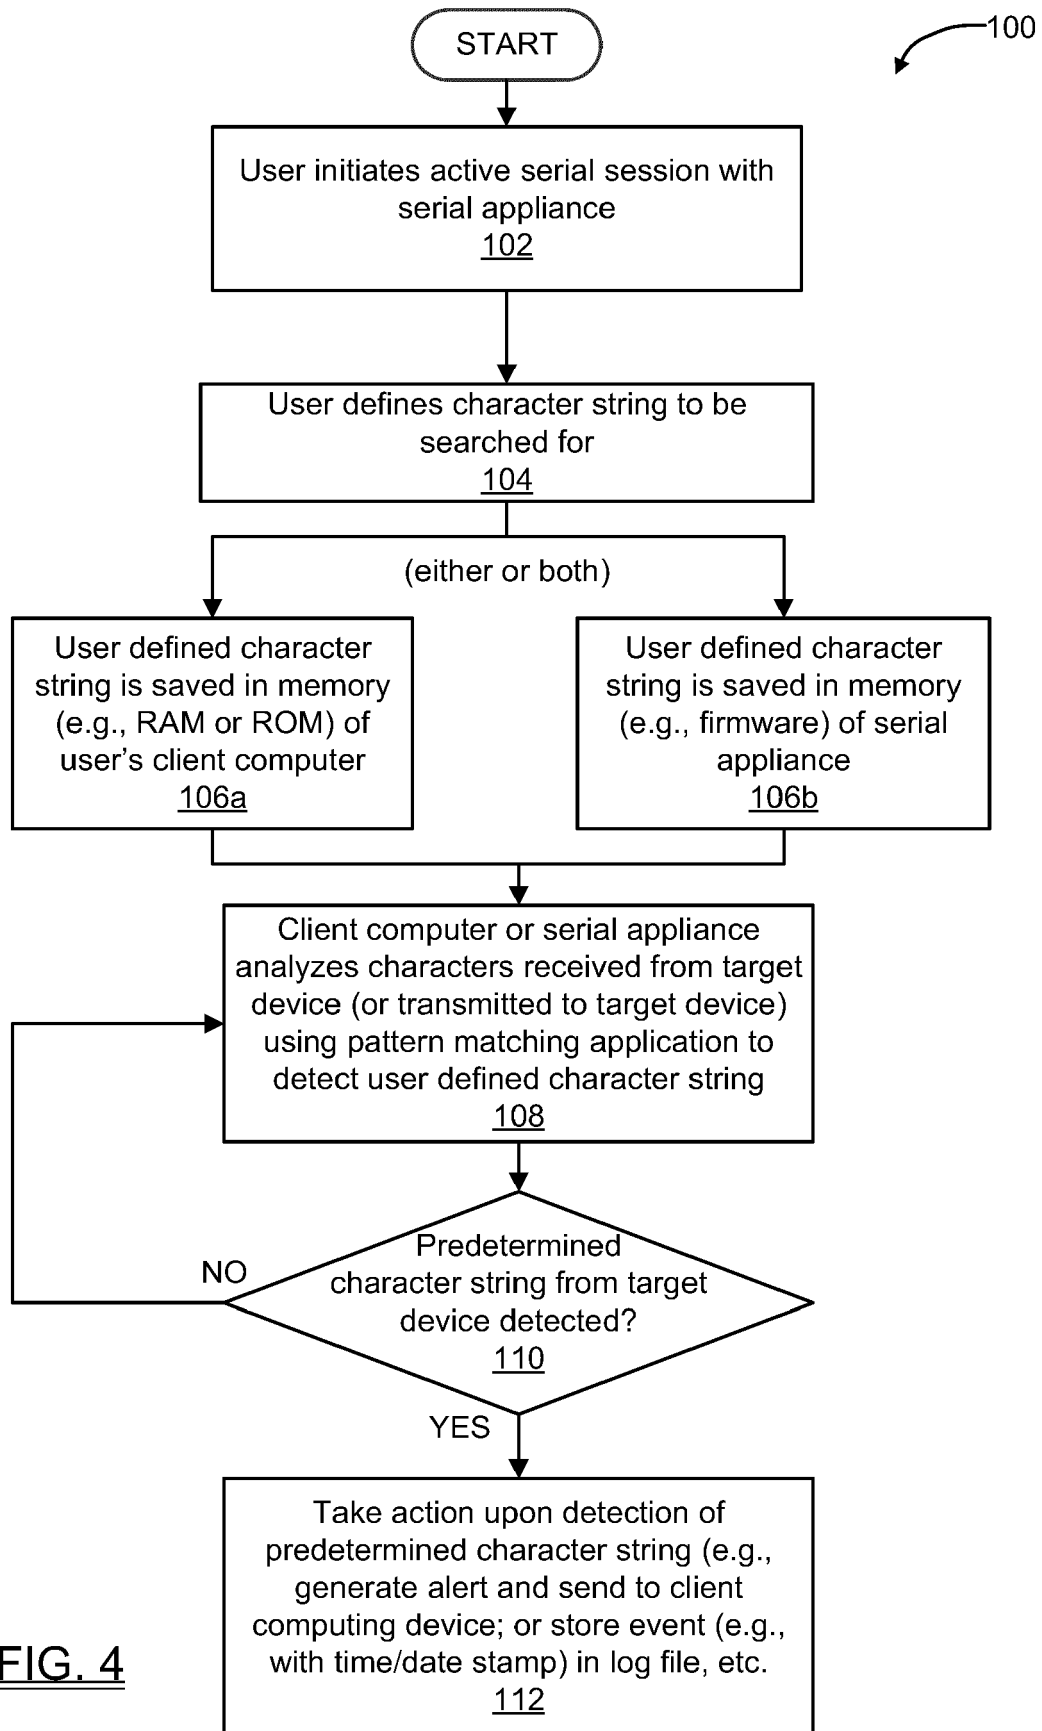 START
100
User initiates active serial session with
serial appliance
102
User defines character string to be
searched for
104
(either or both)
User defined character
string is saved in memory
(e.g., RAM or ROM) of
user’s client computer
106a
User defined character
string is saved in memory
(e.g., firmware) of serial
appliance
106b
Client computer or serial appliance
analyzes characters received from target
device (or transmitted to target device)
using pattern matching application to
detect user defined character string
108
NO
Predetermined
character string from target
device detected?
110
YES
Take action upon detection of
predetermined character string (e.g.,
generate alert and send to client
computing device; or store event (e.g.,
with time/date stamp) in log file, etc.
112
FIG. 4